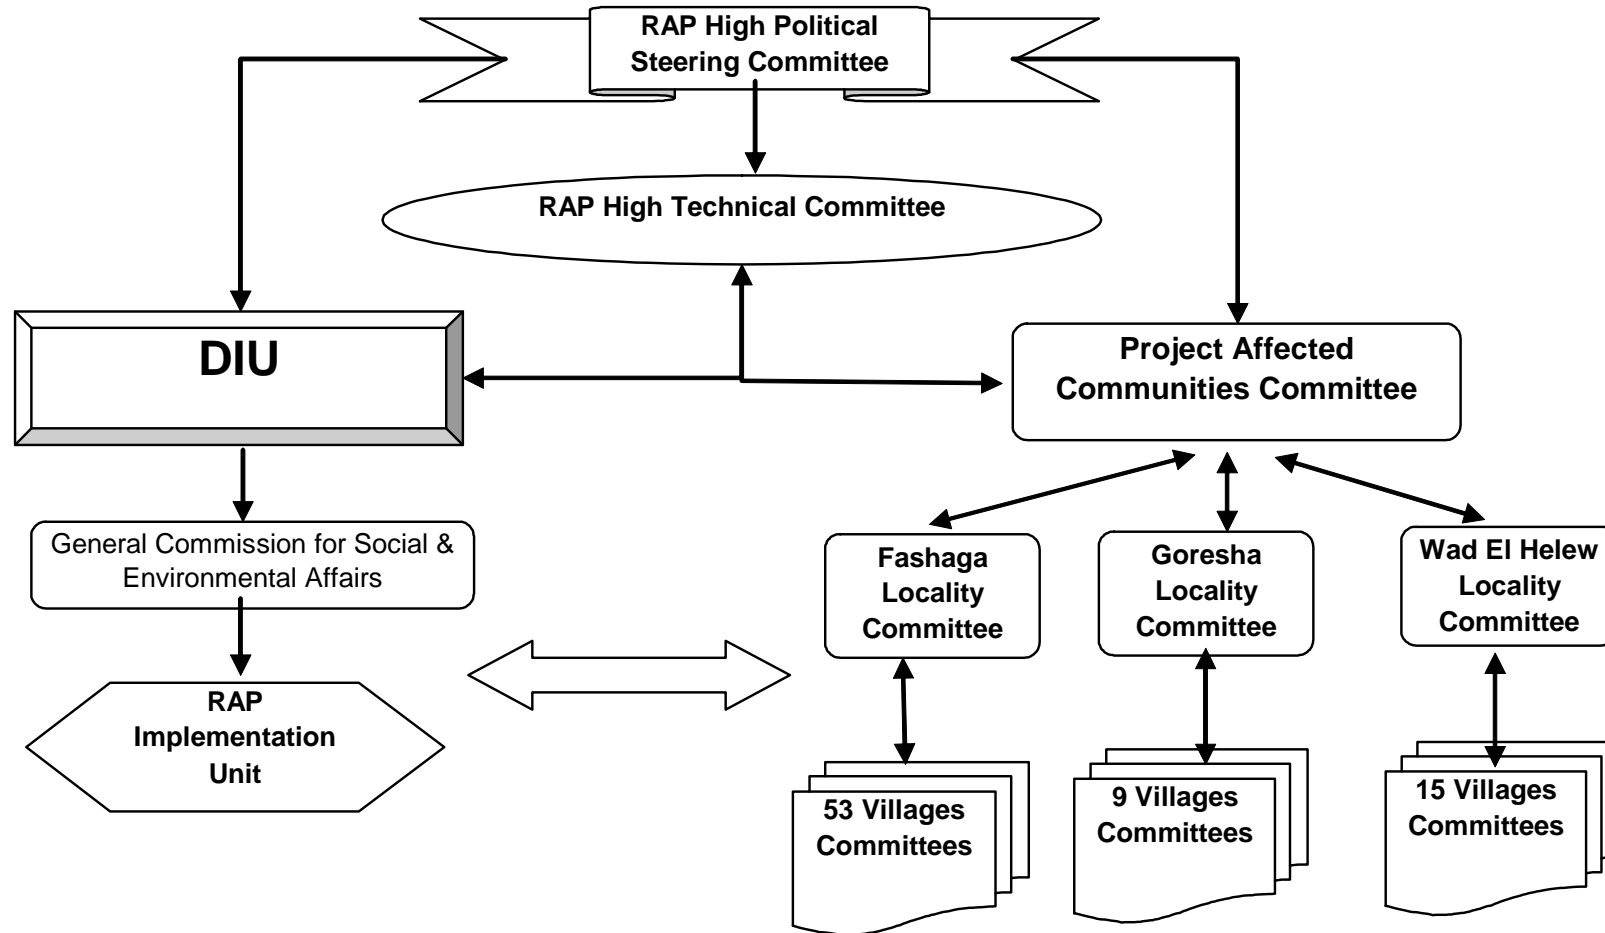 RAP High Political
Steering Committee
RAP High Technical Committee
DIU
Project Affected
Communities Committee
General Commission for Social &
Environmental Affairs
Fashaga
Locality
Committee
Goresha
Locality
Committee
Wad El Helew
Locality
Committee
RAP
Implementation
Unit
53 Villages
Committees
9 Villages
Committees
15 Villages
Committees